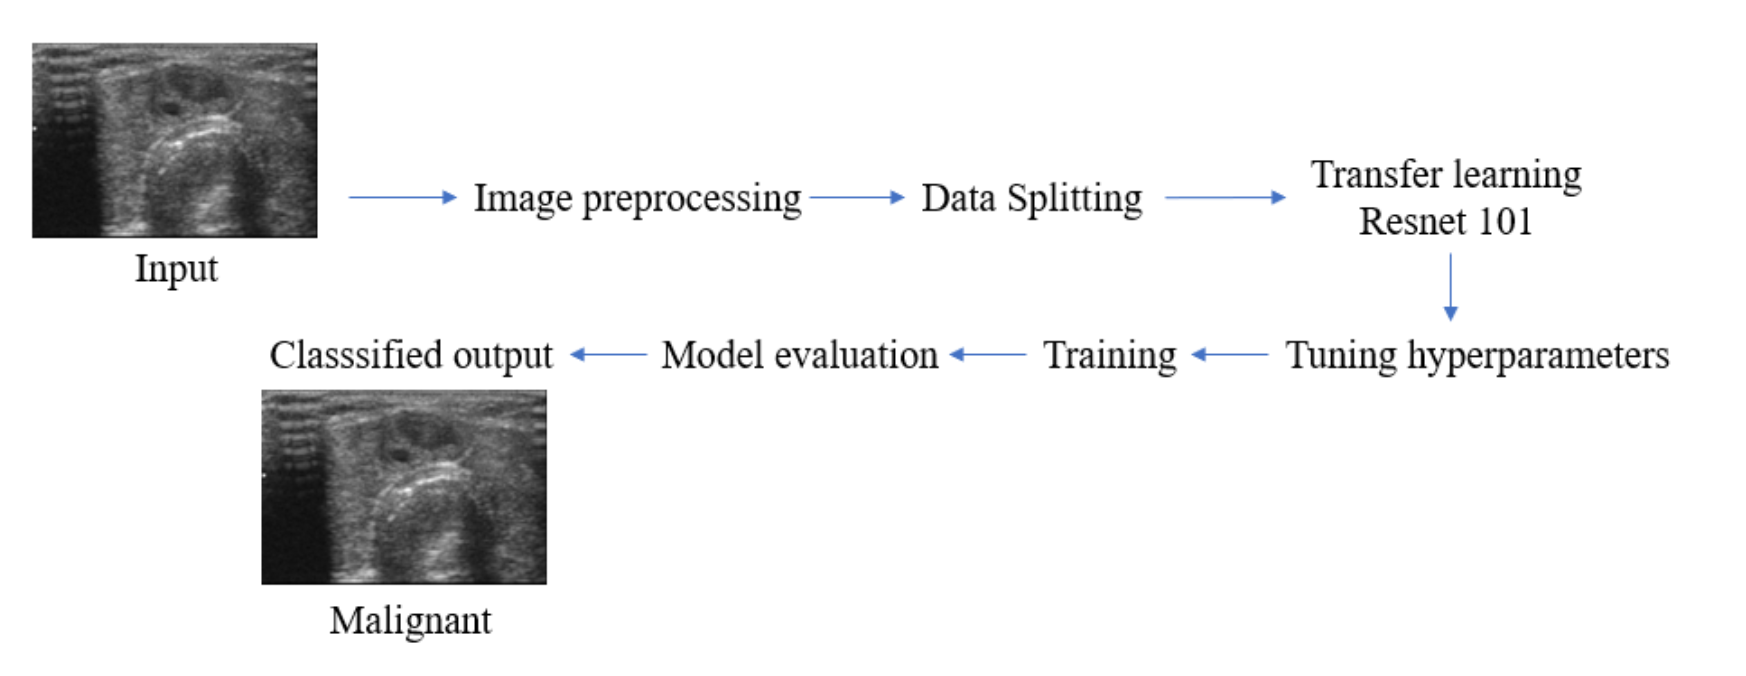 Input
Image preprocessing
Data Splitting
Transfer learning
Resnet 101
Tuning hyperparameters
Training
Model evaluation
Classsified output
Malignant